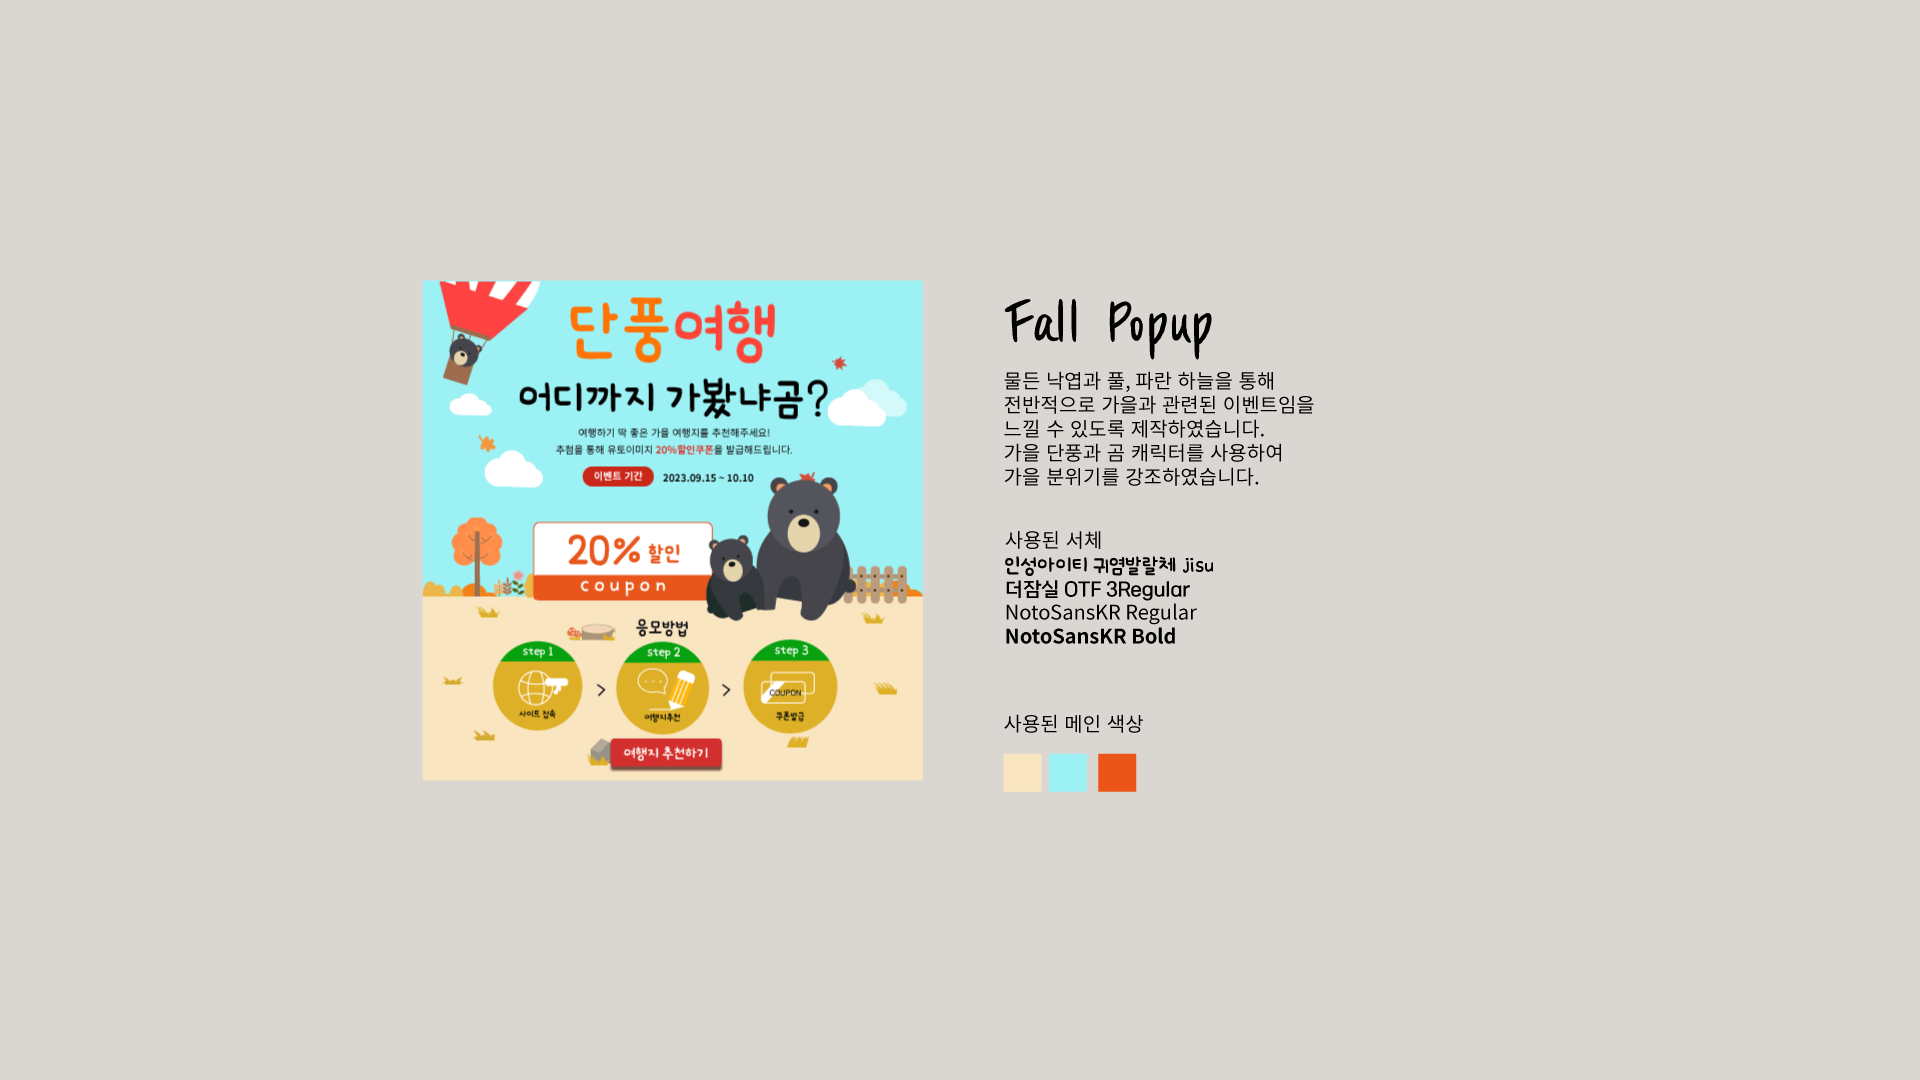 단풍여행
어디까지 가봤냐곰?
여행하기 딱 좋은 가을 여행지를 추천해주세요!
추첨을 통해 유토이미지 20%할인쿠폰을 발급해드립니다.
이벤트 기간 2023.09.15 ~ 10.10
20% 할인
coupon
응모방법
step 1
사이트 접속
>
step 2
여행지추천
>
step 3
COUPON
쿠폰발급
여행지 추천하기
Fall Popup
물든 낙엽과 풀, 파란 하늘을 통해
전반적으로 가을과 관련된 이벤트임을
느낄 수 있도록 제작하였습니다.
가을 단풍과 곰 캐릭터를 사용하여
가을 분위기를 강조하였습니다.
사용된 서체
인성아이티 귀염발랄체 jisu
더잠실 OTF 3Regular
NotoSansKR Regular
NotoSansKR Bold
사용된 메인 색상